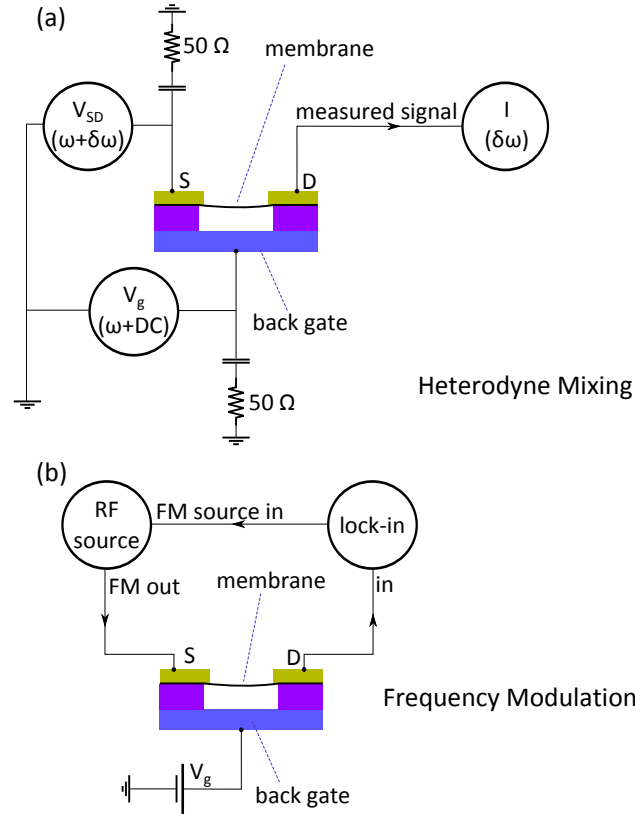 (a)
50 Ω
membrane
V_SD
(ω+δω)
measured signal
I
(δω)
S
D
V_g
(ω+DC)
back gate
50 Ω
Heterodyne Mixing
(b)
RF
source
FM source in
lock-in
FM out
membrane
in
S
D
Frequency Modulation
V_g
back gate